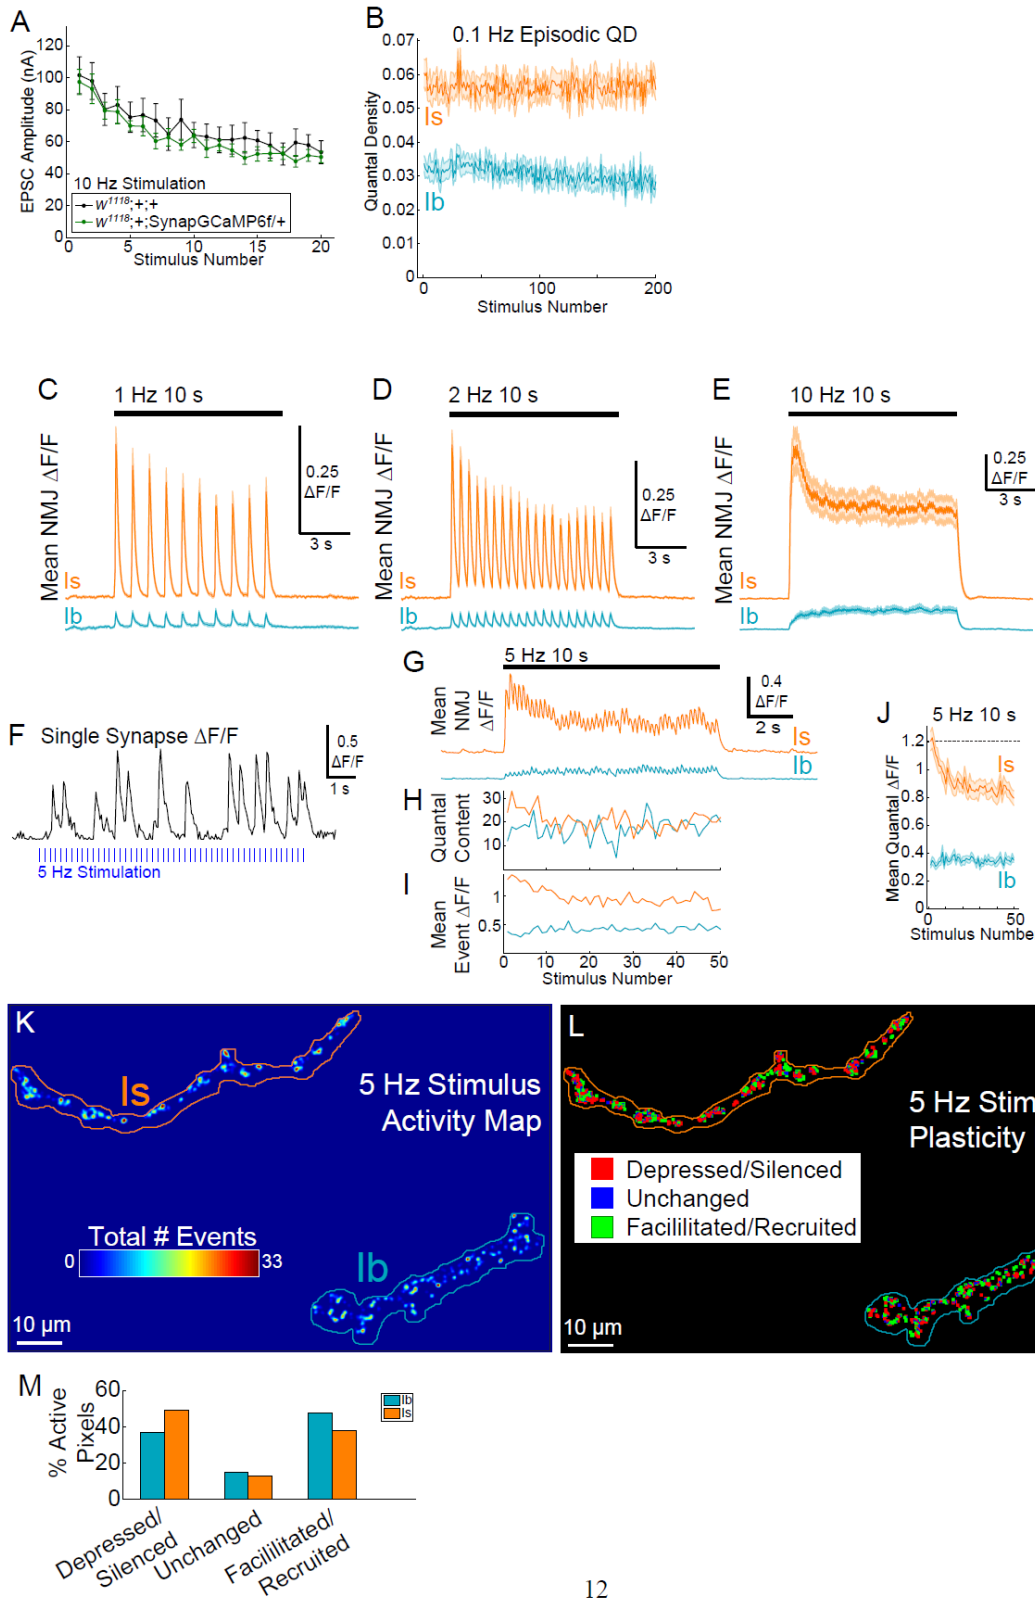 A
EPSC Amplitude (nA)
120
100
80
60
40
20
0
10 Hz Stimulation
w1118;+;+
w1118;+;SynapGCaMP6f/+
0 5 10 15 20
Stimulus Number
B
0.1 Hz Episodic QD
Quantal Density
0.07
0.06
0.05
0.04
0.03
0.02
0.01
0
Is
Ib
0 100 200
Stimulus Number
C
1 Hz 10 s
Mean NMJ ΔF/F
0.25
ΔF/F
3 s
Is
Ib
D
2 Hz 10 s
Mean NMJ ΔF/F
0.25
ΔF/F
3 s
Is
Ib
E
10 Hz 10 s
Mean NMJ ΔF/F
0.25
ΔF/F
3 s
Is
Ib
F
Single Synapse ΔF/F
0.5
ΔF/F
1 s
5 Hz Stimulation
G
5 Hz 10 s
Mean
NMJ
ΔF/F
0.4
ΔF/F
2 s
Is
Ib
H
Quantal
Content
30
20
10
I
Mean
Event ΔF/F
1
0.5
0 10 20 30 40 50
Stimulus Number
J
5 Hz 10 s
Mean Quantal ΔF/F
1.2
1
0.8
0.6
0.4
0.2
0
Is
Ib
0 50
Stimulus Numbe
K
Is
5 Hz Stimulus
Activity Map
Total # Events
0 33
Ib
10 µm
L
5 Hz Stim
Plasticity
Depressed/Silenced
Unchanged
Facililitated/Recruited
10 µm
M
% Active
Pixels
60
40
20
0
Ib
Is
Depressed/
Silenced
Unchanged
Facililitated/
Recruited
12